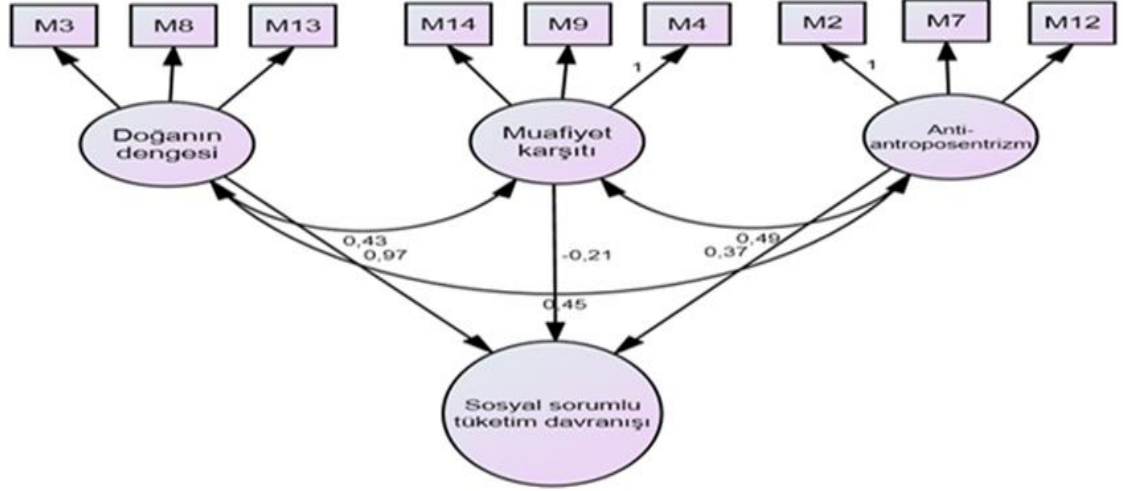 M3
M8
M13
M14
M9
M4
M2
M7
M12
1
1
Doğanın
dengesi
Muafiyet
karşıtı
Anti-
antroposentrizm
0,43
0,97
-0,21
0,49
0,37
0,45
Sosyal sorumlu
tüketim davranışı